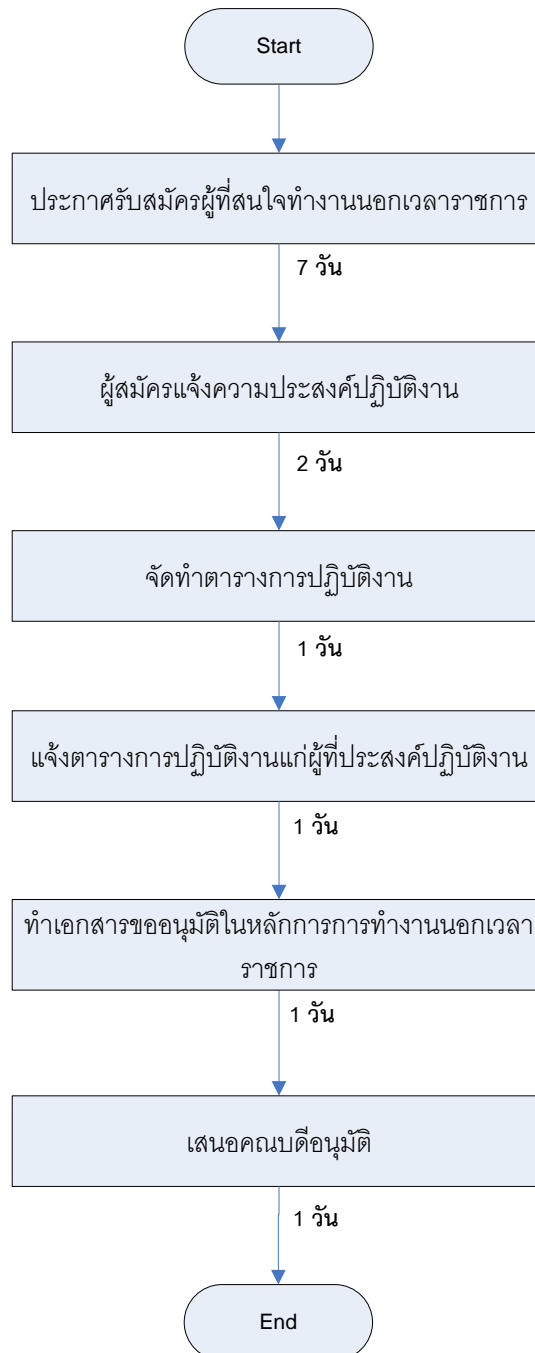 Start
ประกาศรับสมัครผู้ที่สนใจทำงานนอกเวลาราชการ
7 วัน
ผู้สมัครแจ้งความประสงค์ปฏิบัติงาน
2 วัน
จัดทำตารางการปฏิบัติงาน
1 วัน
แจ้งตารางการปฏิบัติงานแก่ผู้ที่ประสงค์ปฏิบัติงาน
1 วัน
ทำเอกสารขออนุมัติในหลักการการทำงานนอกเวลา
ราชการ
1 วัน
เสนอคณบดีอนุมัติ
1 วัน
End